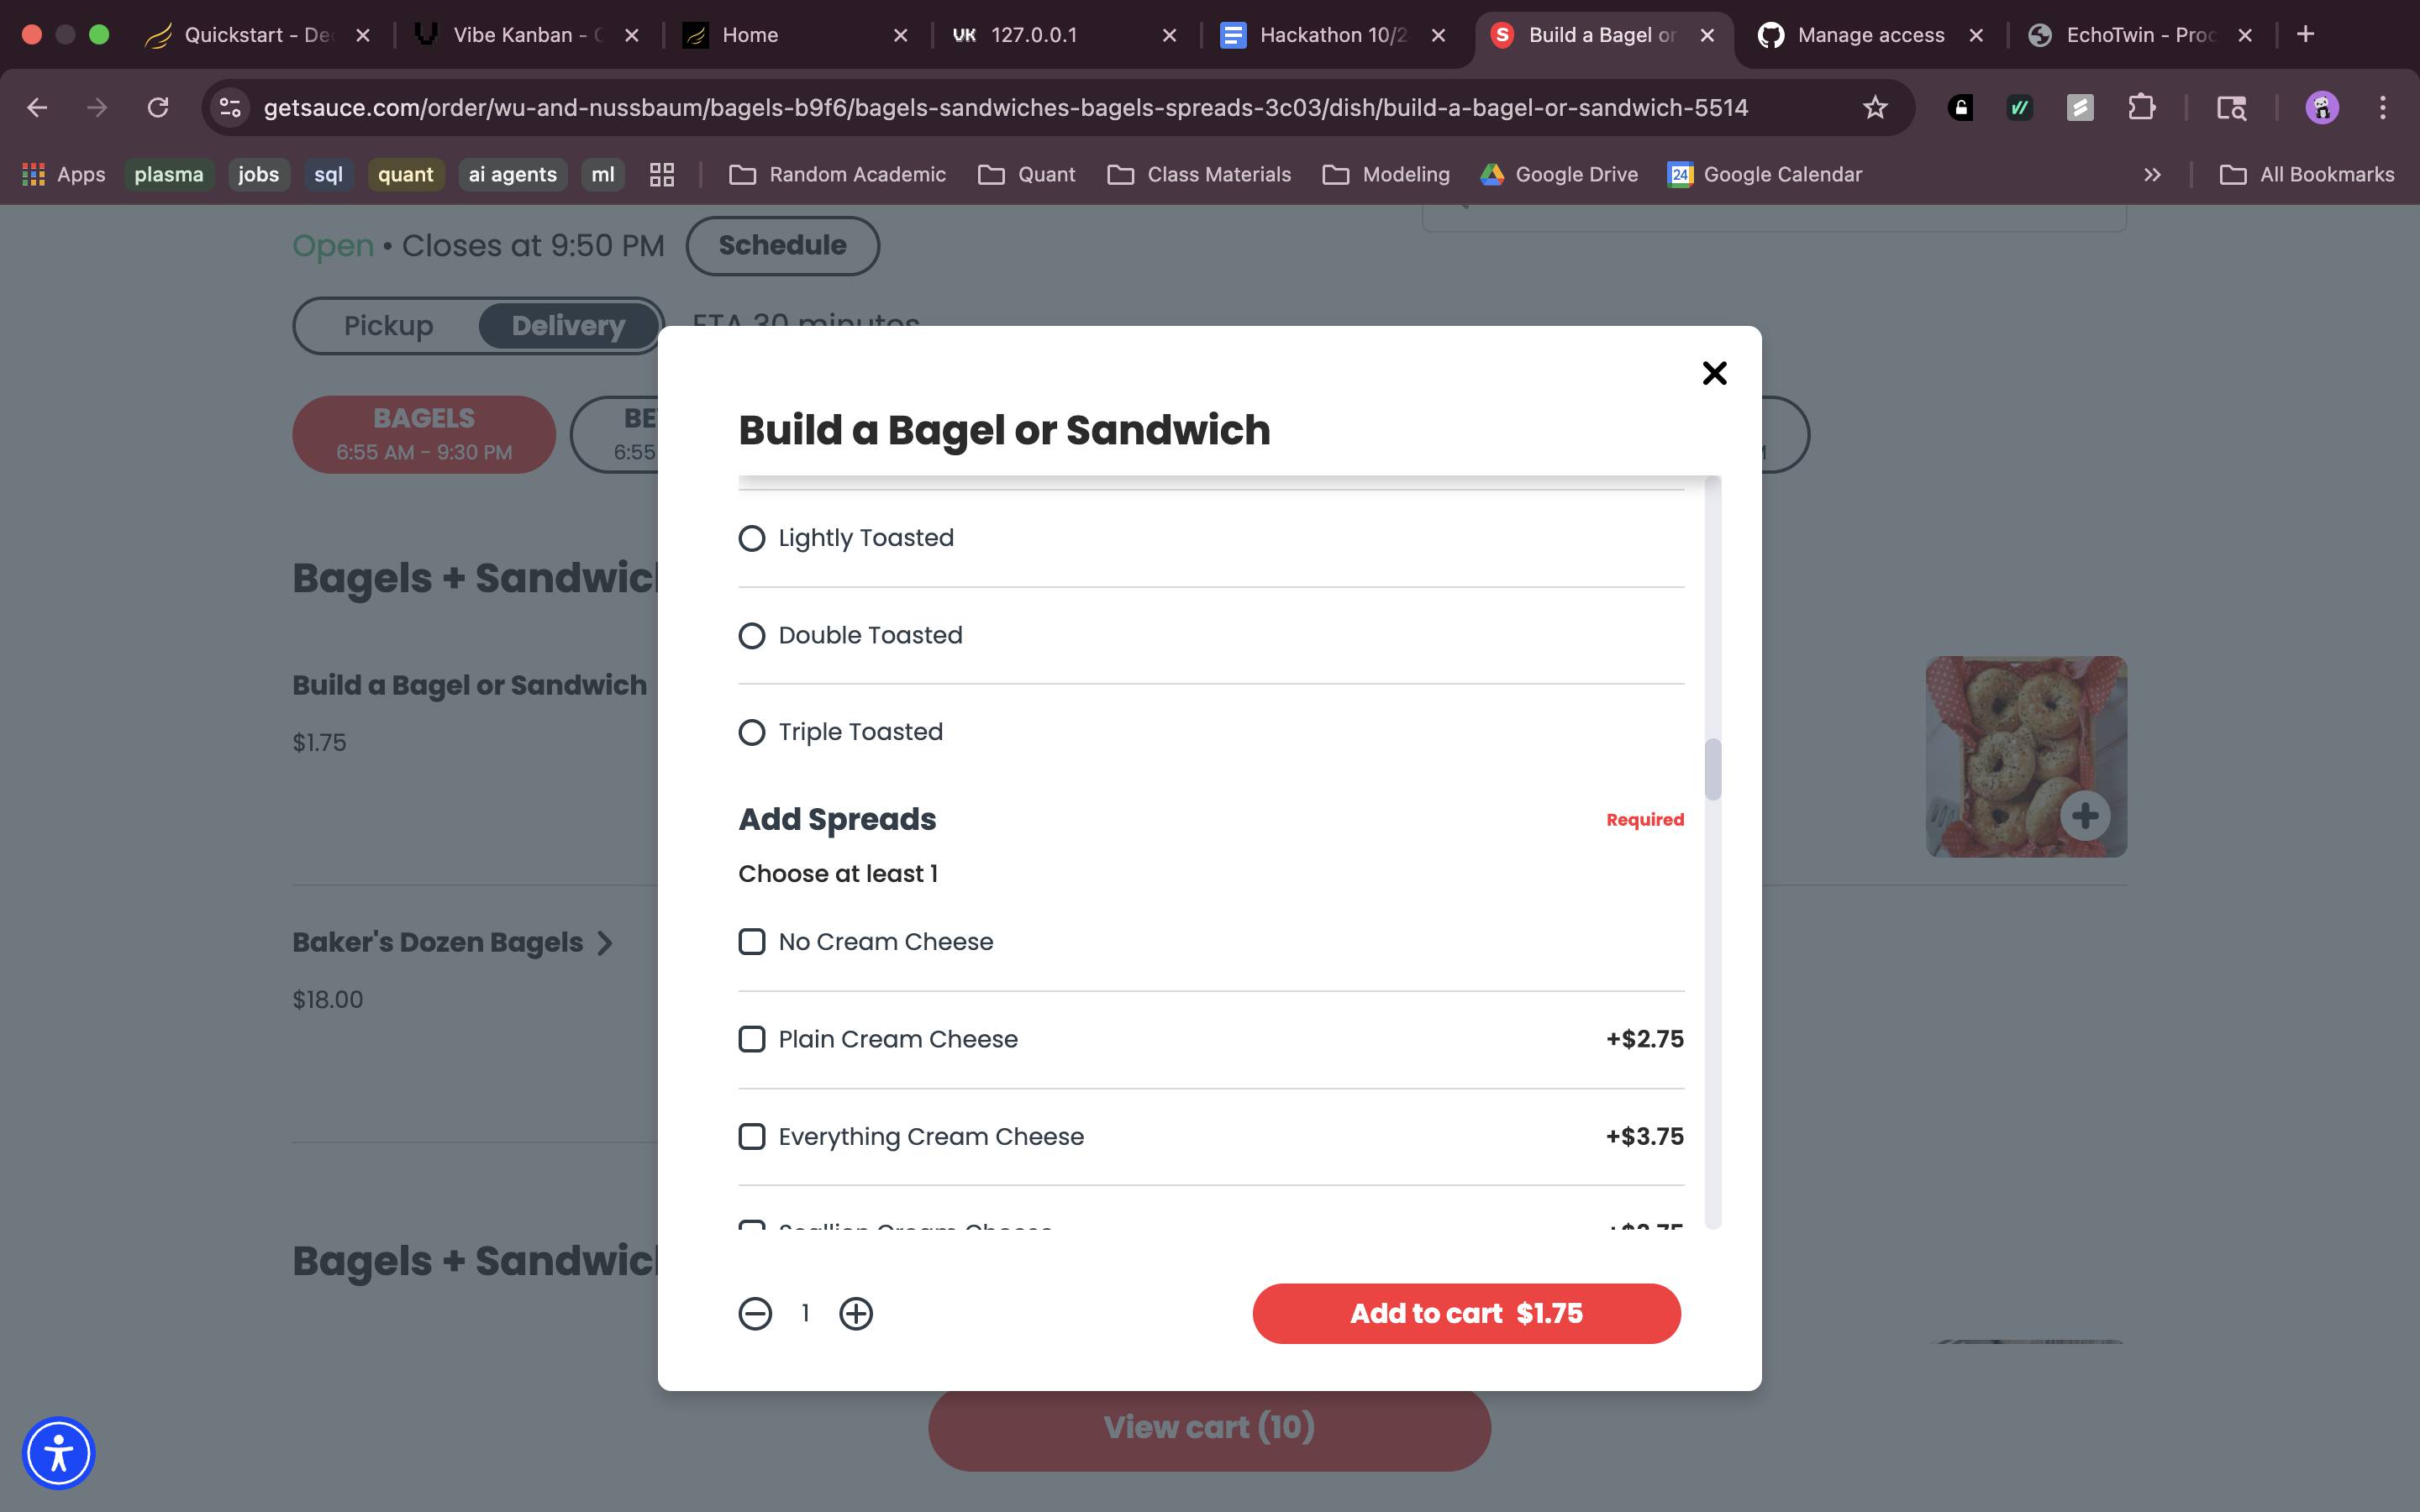 Quickstart - De
Vibe Kanban - C
Home
127.0.0.1
Hackathon 10/2
Build a Bagel or
Manage access
EchoTwin - Proc
getsauce.com/order/wu-and-nussbaum/bagels-b9f6/bagels-sandwiches-bagels-spreads-3c03/dish/build-a-bagel-or-sandwich-5514
Apps plasma jobs sql quant ai agents ml Random Academic Quant Class Materials Modeling Google Drive 24 Google Calendar All Bookmarks
Open • Closes at 9:50 PM Schedule
Pickup Delivery ETA 30 minutes
BAGELS
6:55 AM - 9:30 PM
BE
6:55
Bagels + Sandwich
Build a Bagel or Sandwich
$1.75
Baker's Dozen Bagels
$18.00
Bagels + Sandwich
Build a Bagel or Sandwich
Lightly Toasted
Double Toasted
Triple Toasted
Add Spreads Required
Choose at least 1
No Cream Cheese
Plain Cream Cheese +$2.75
Everything Cream Cheese +$3.75
Scallion Cream Cheese
1 Add to cart $1.75
View cart (10)